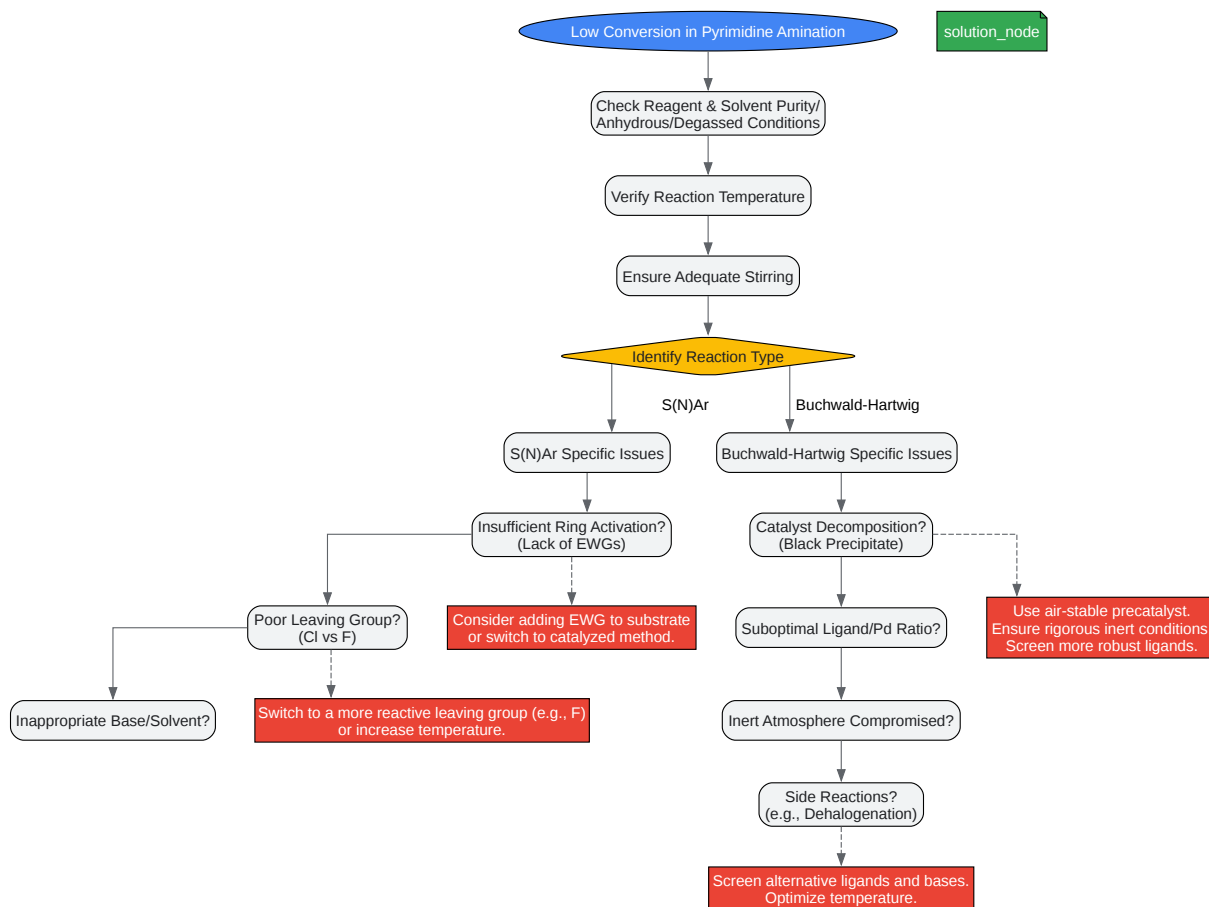 Low Conversion in Pyrimidine Amination
solution_node
Check Reagent & Solvent Purity/
Anhydrous/Degassed Conditions
Verify Reaction Temperature
Ensure Adequate Stirring
Identify Reaction Type
S(N)Ar
Buchwald-Hartwig
S(N)Ar Specific Issues
Buchwald-Hartwig Specific Issues
Insufficient Ring Activation?
(Lack of EWGs)
Catalyst Decomposition?
(Black Precipitate)
Poor Leaving Group?
(Cl vs F)
Consider adding EWG to substrate
or switch to catalyzed method.
Suboptimal Ligand/Pd Ratio?
Use air-stable precatalyst.
Ensure rigorous inert conditions
Screen more robust ligands.
Inappropriate Base/Solvent?
Switch to a more reactive leaving group (e.g., F)
or increase temperature.
Inert Atmosphere Compromised?
Side Reactions?
(e.g., Dehalogenation)
Screen alternative ligands and bases.
Optimize temperature.